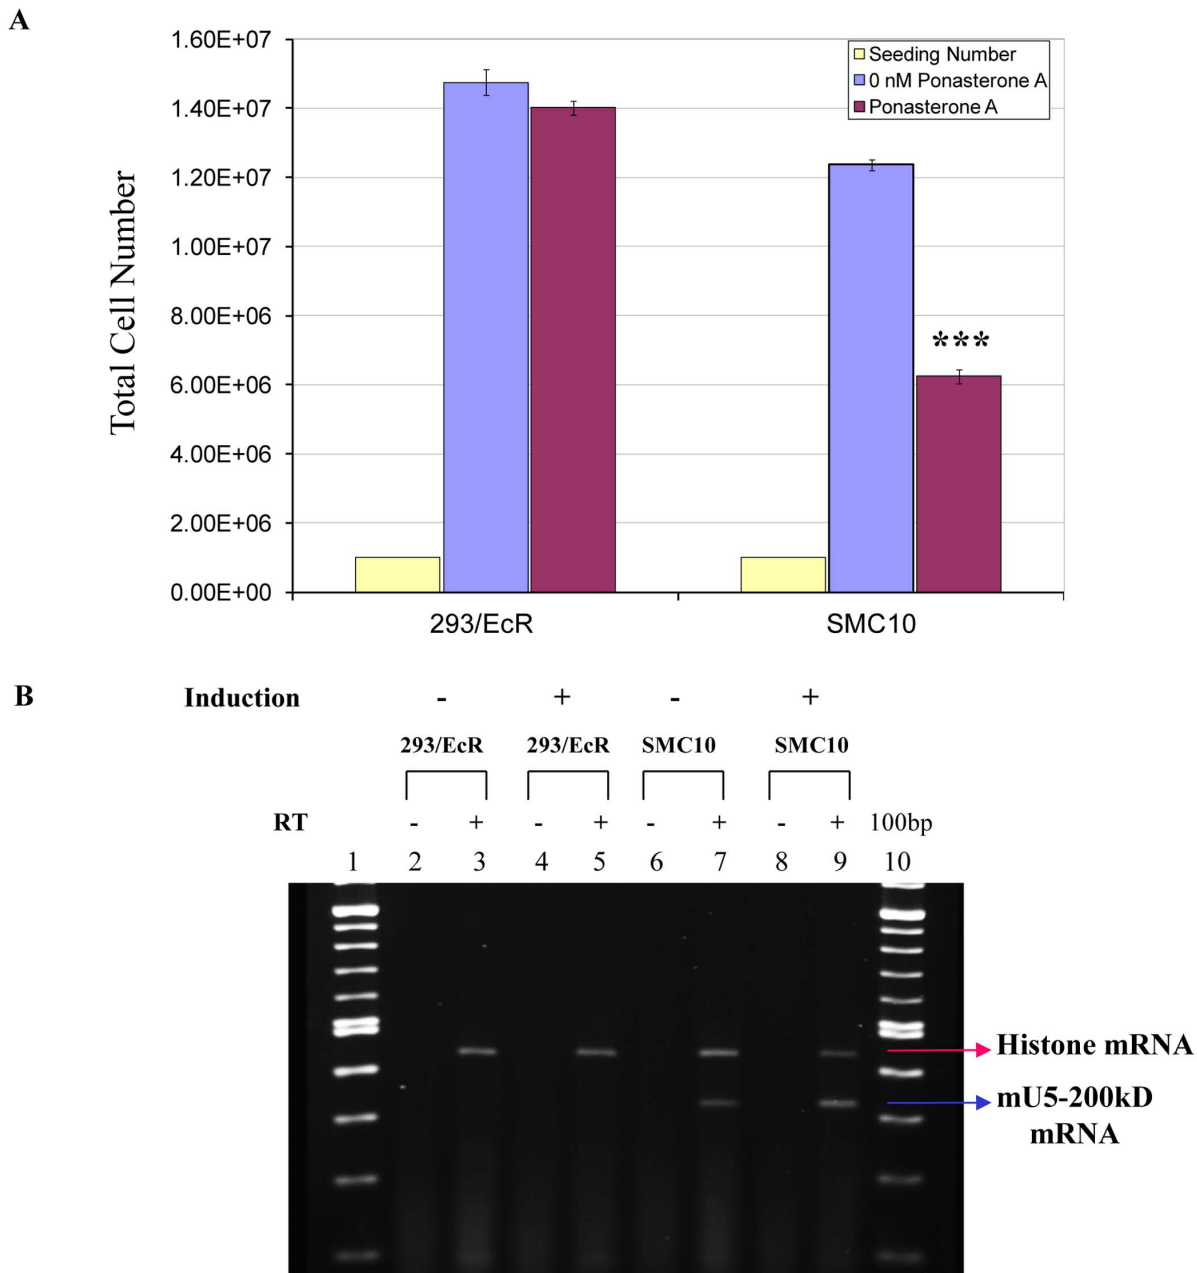 A
1.60E+07
1.40E+07
1.20E+07
1.00E+07
8.00E+06
6.00E+06
4.00E+06
2.00E+06
0.00E+00
Total Cell Number
Seeding Number
0 nM Ponasterone A
Ponasterone A
***
293/EcR SMC10
B
Induction - + - +
293/EcR 293/EcR SMC10 SMC10
RT - + - + - + - + 100bp
1 2 3 4 5 6 7 8 9 10
Histone mRNA
mU5-200kD
mRNA